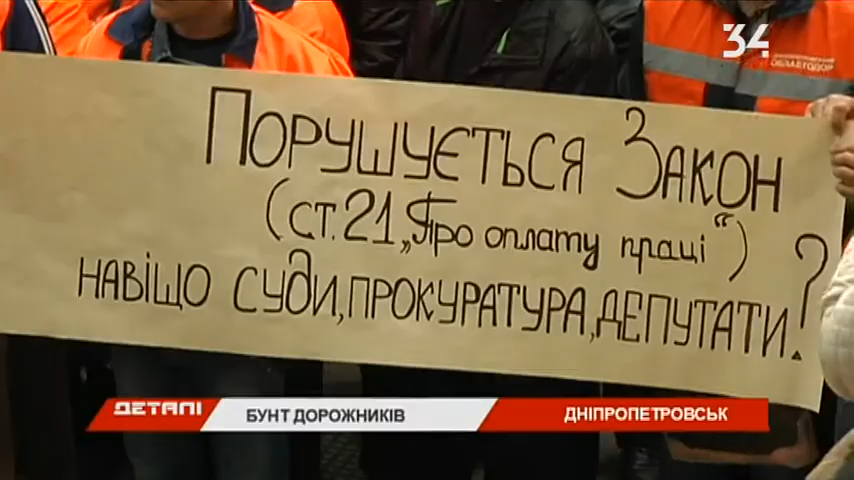 34
ОБЛАВТОДОР
Порушується Закон
(ст. 21 „Про оплату праці“)
навіщо суди, прокуратура, депутати?
ДЕТАЛІ
БУНТ ДОРОЖНИКІВ
ДНІПРОПЕТРОВСЬК